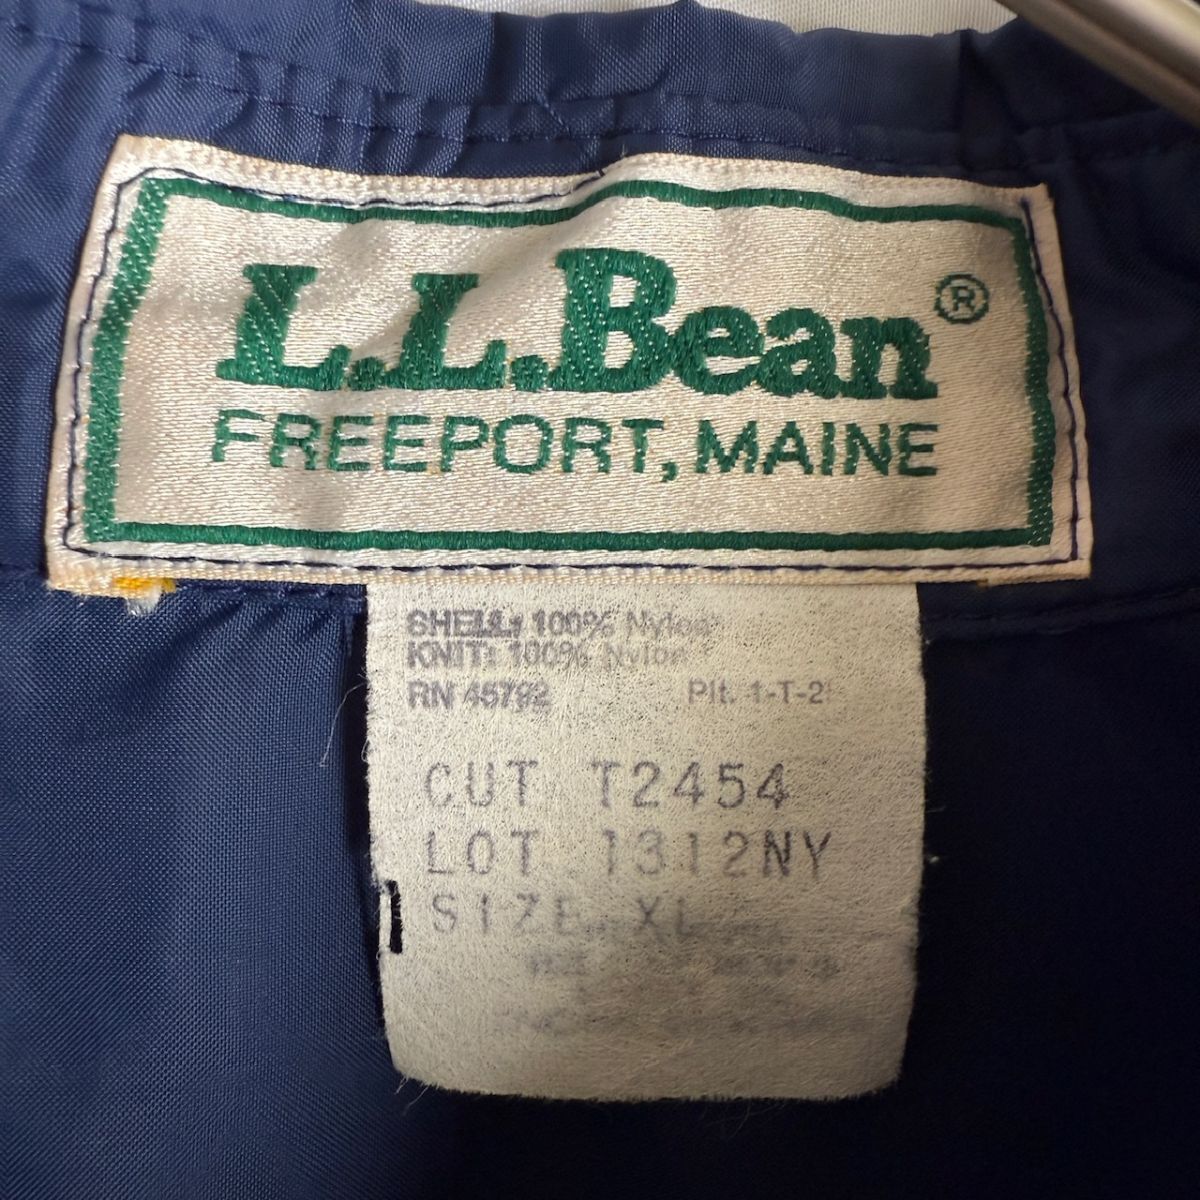 L.L.Bean®
FREEPORT, MAINE
SHELL: 100% Nylon
KNIT: 100% Nylon
RN 45792 Plt. 1-T-2
CUT T2454
LOT 1312NY
SIZE XL